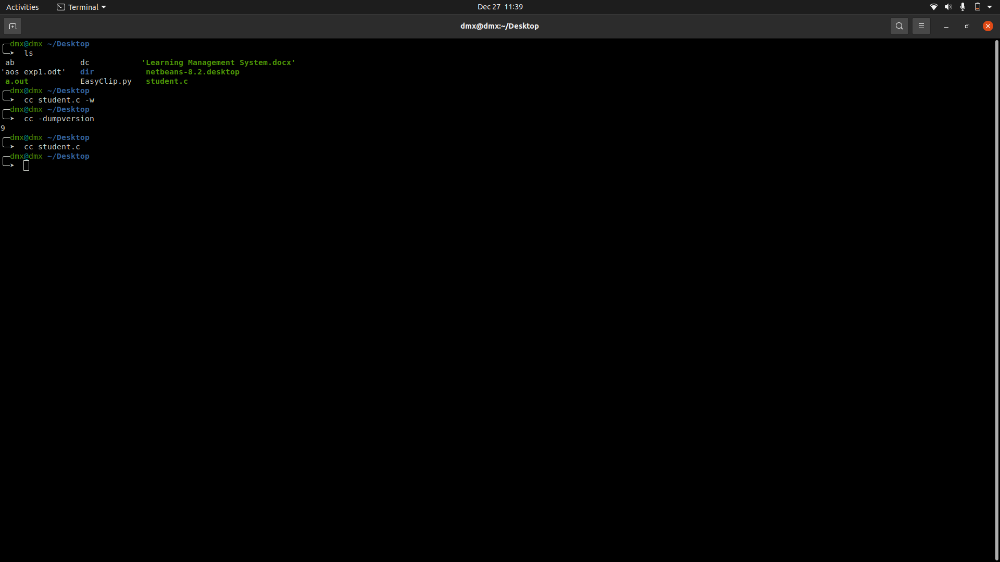 Activities Terminal Dec 27 11:39
dmx@dmx:~/Desktop
dmx@dmx ~/Desktop
ls
ab dc 'Learning Management System.docx'
'aos exp1.odt' dir netbeans-8.2.desktop
a.out EasyClip.py student.c
dmx@dmx ~/Desktop
cc student.c -w
dmx@dmx ~/Desktop
cc -dumpversion
9
dmx@dmx ~/Desktop
cc student.c
dmx@dmx ~/Desktop